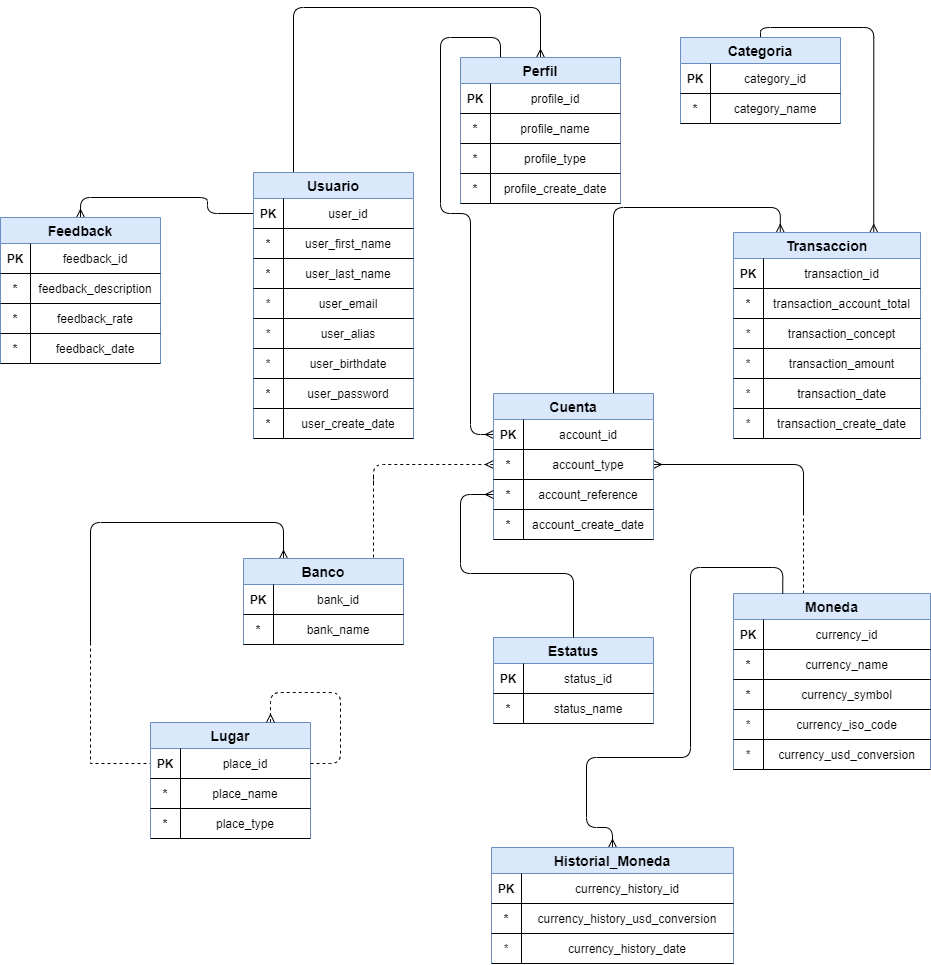 Perfil
PK profile_id
* profile_name
* profile_type
* profile_create_date
Categoria
PK category_id
* category_name
Usuario
PK user_id
* user_first_name
* user_last_name
* user_email
* user_alias
* user_birthdate
* user_password
* user_create_date
Feedback
PK feedback_id
* feedback_description
* feedback_rate
* feedback_date
Transaccion
PK transaction_id
* transaction_account_total
* transaction_concept
* transaction_amount
* transaction_date
* transaction_create_date
Cuenta
PK account_id
* account_type
* account_reference
* account_create_date
Banco
PK bank_id
* bank_name
Estatus
PK status_id
* status_name
Moneda
PK currency_id
* currency_name
* currency_symbol
* currency_iso_code
* currency_usd_conversion
Lugar
PK place_id
* place_name
* place_type
Historial_Moneda
PK currency_history_id
* currency_history_usd_conversion
* currency_history_date